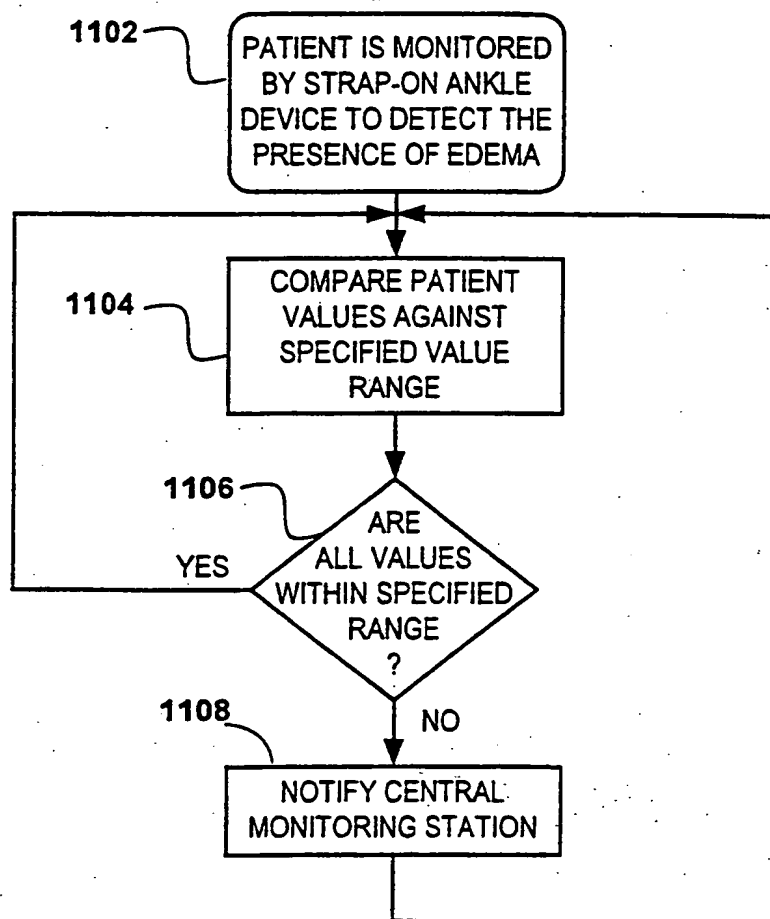 1102
PATIENT IS MONITORED
BY STRAP-ON ANKLE
DEVICE TO DETECT THE
PRESENCE OF EDEMA
1104
COMPARE PATIENT
VALUES AGAINST
SPECIFIED VALUE
RANGE
1106
ARE
ALL VALUES
WITHIN SPECIFIED
RANGE
?
YES
NO
1108
NOTIFY CENTRAL
MONITORING STATION